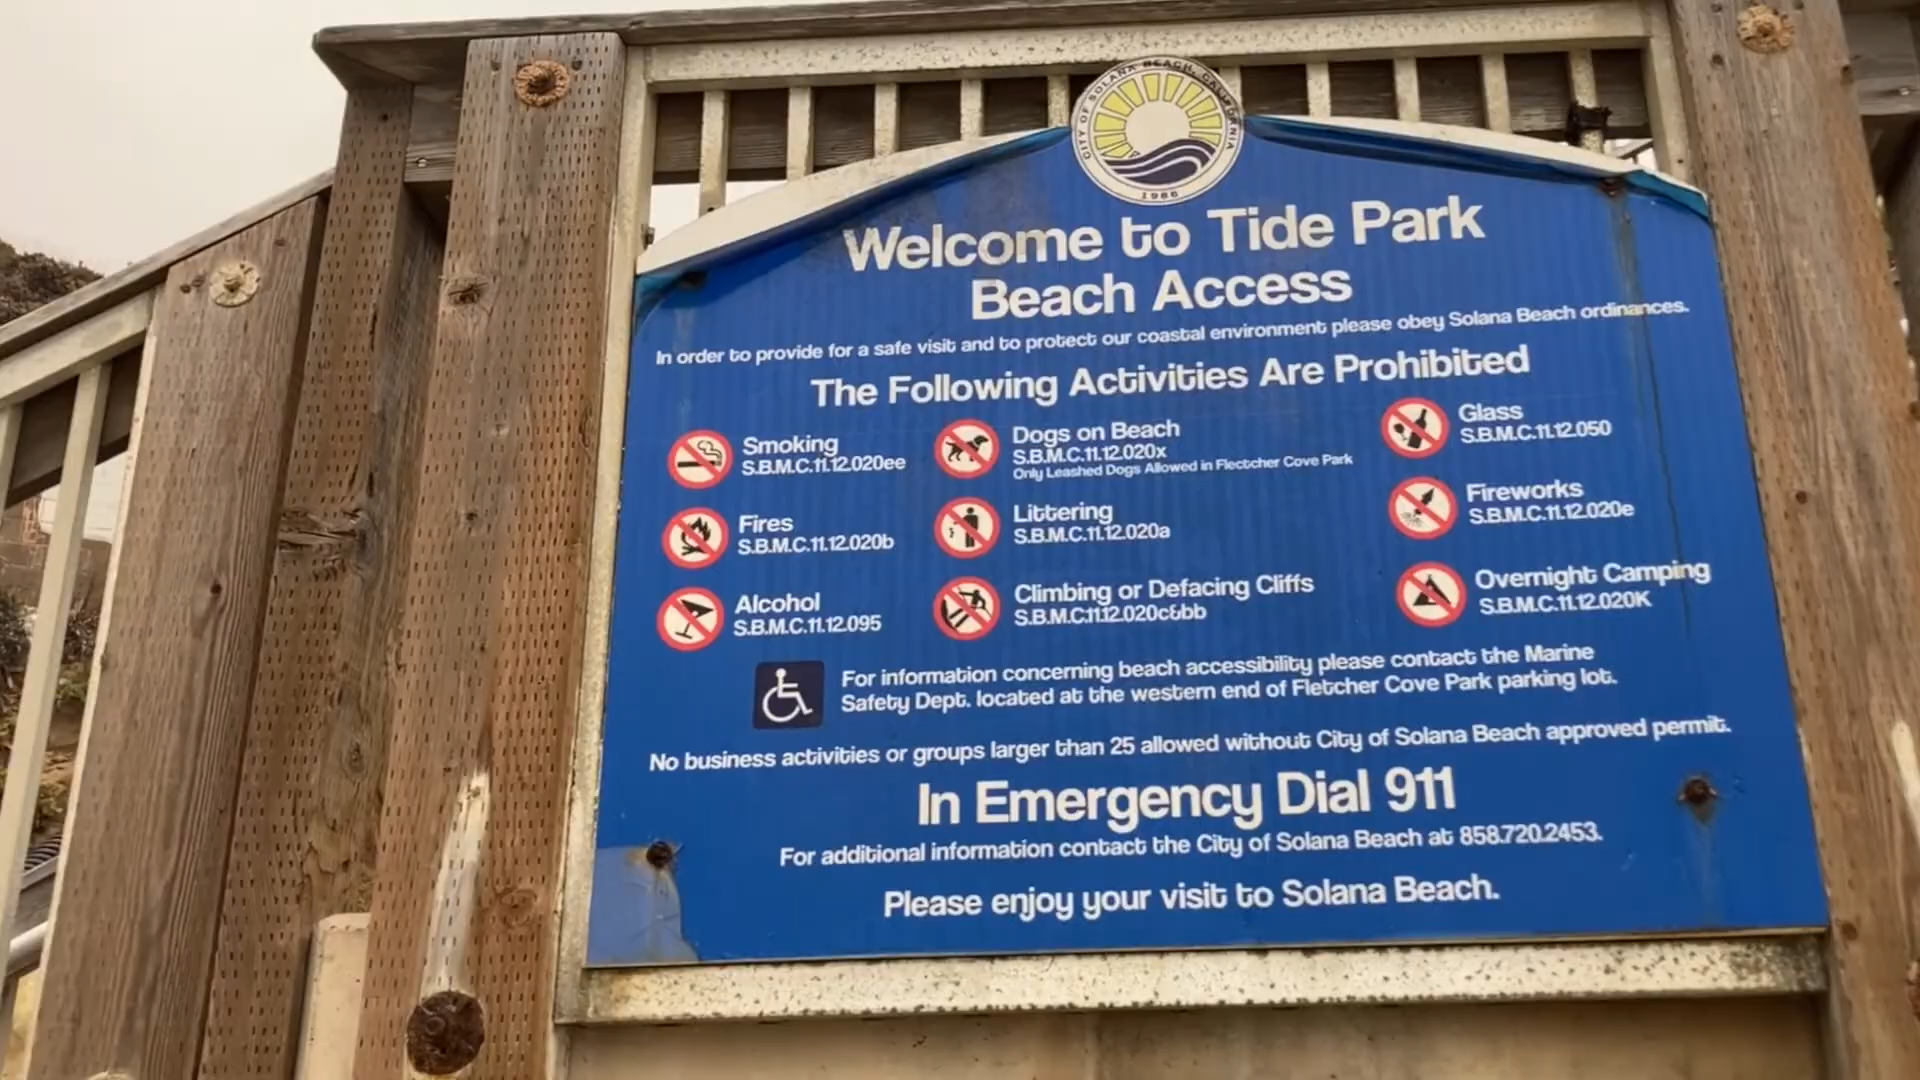 CITY OF SOLANA BEACH, CALIFORNIA
1986
Welcome to Tide Park
Beach Access
In order to provide for a safe visit and to protect our coastal environment please obey Solana Beach ordinances.
The Following Activities Are Prohibited
Smoking
S.B.M.C.11.12.020ee
Fires
S.B.M.C.11.12.020b
Alcohol
S.B.M.C.11.12.095
Dogs on Beach
S.B.M.C.11.12.020x
Only Leashed Dogs Allowed in Flectcher Cove Park
Littering
S.B.M.C.11.12.020a
Climbing or Defacing Cliffs
S.B.M.C.11.12.020c&bb
Glass
S.B.M.C.11.12.050
Fireworks
S.B.M.C.11.12.020e
Overnight Camping
S.B.M.C.11.12.020K
For information concerning beach accessibility please contact the Marine
Safety Dept. located at the western end of Fletcher Cove Park parking lot.
No business activities or groups larger than 25 allowed without City of Solana Beach approved permit.
In Emergency Dial 911
For additional information contact the City of Solana Beach at 858.720.2453.
Please enjoy your visit to Solana Beach.